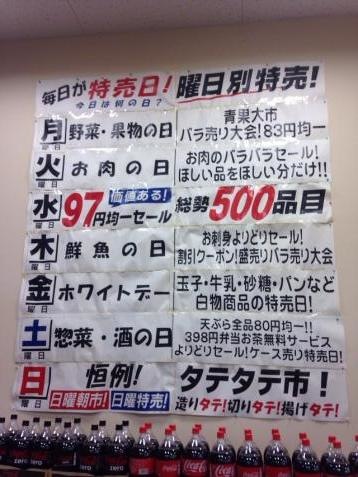 毎日が特売日!
今日は何の日?
曜日別特売!
月曜日
野菜・果物の日
青果大市
バラ売り大会!83円均一
火曜日
お肉の日
お肉のバラバラセール!
ほしい品をほしい分だけ!!
水曜日
価値ある!
97円均一セール
総勢500品目
木曜日
鮮魚の日
お刺身よりどりセール!
割引クーポン!盛売りバラ売り大会
金曜日
ホワイトデー
玉子・牛乳・砂糖・パンなど
白物商品の特売日!
土曜日
惣菜・酒の日
天ぷら全品80円均一!!
398円弁当お茶無料サービス
よりどりセール!ケース売り特売日!
日曜日
恒例!
日曜朝市!日曜特売!
タテタテ市!
造りタテ!切りタテ!揚げタテ!
zero
zero
Coca-Cola